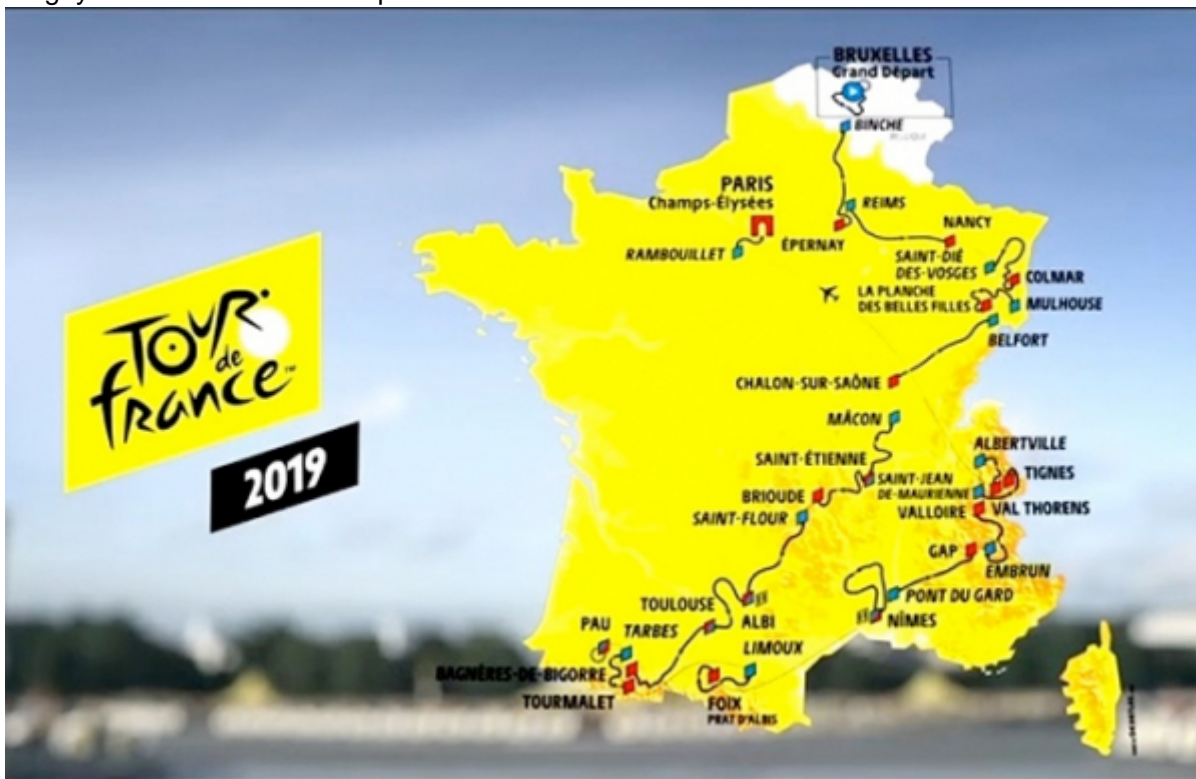 TOUR
de
france™
2019
BRUXELLES
Grand Départ
BINCHE
BELGIQUE
REIMS
PARIS
Champs-Élysées
RAMBOUILLET
ÉPERNAY
NANCY
SAINT-DIÉ
DES-VOSGES
COLMAR
LA PLANCHE
DES BELLES FILLES
MULHOUSE
BELFORT
CHALON-SUR-SAÔNE
MÂCON
ALBERTVILLE
SAINT-ÉTIENNE
TIGNES
SAINT-JEAN
DE-MAURIENNE
BRIOUDE
VAL THORENS
SAINT-FLOUR
VALLOIRE
GAP
EMBRUN
PONT DU GARD
TOULOUSE
ALBI
NÎMES
PAU
TARBES
LIMOUX
BAGNÈRES-DE-BIGORRE
TOURMALET
FOIX
PRAT D'ALBIS